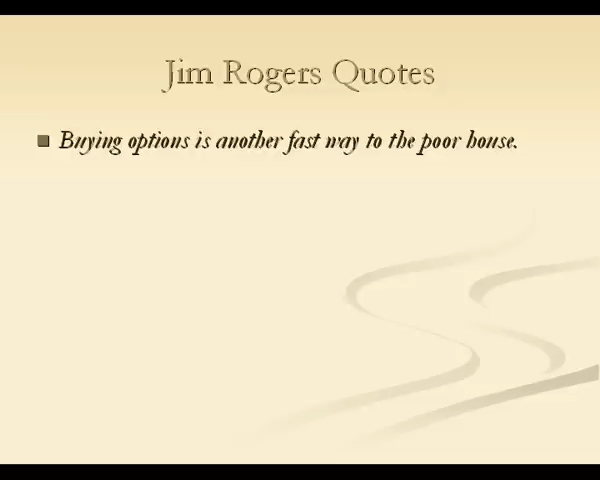 Jim Rogers Quotes
Buying options is another fast way to the poor house.